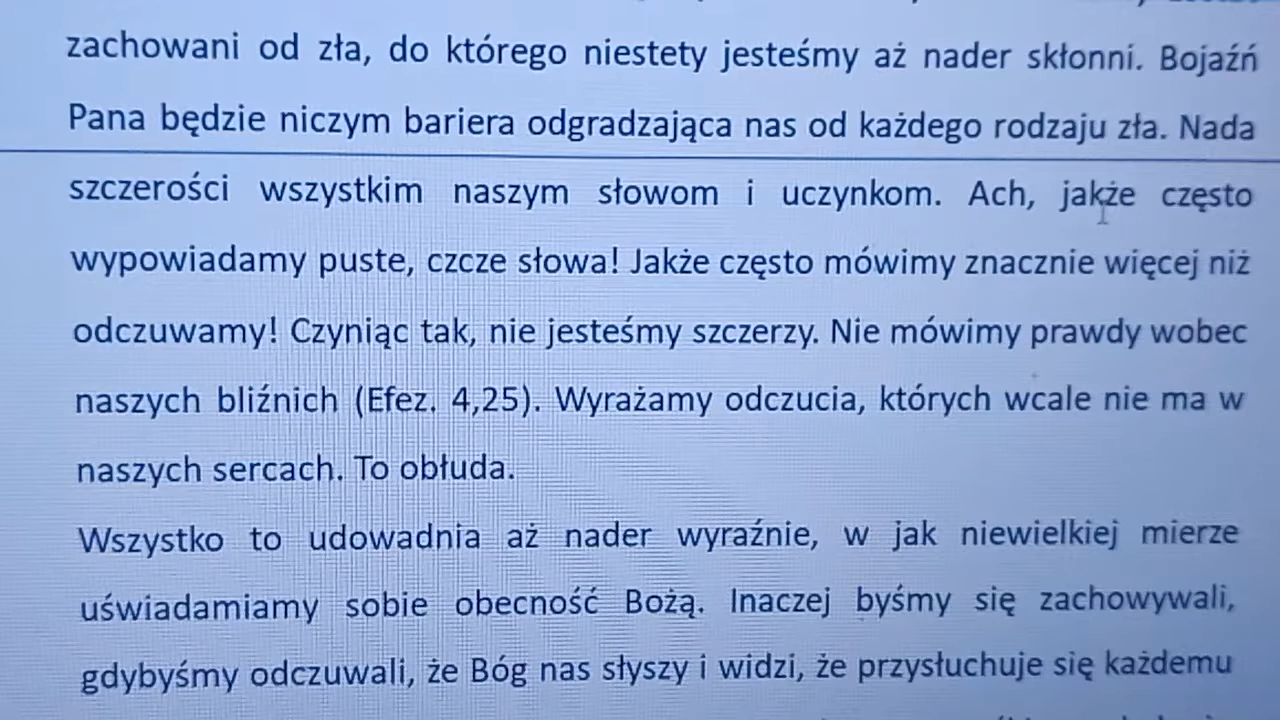 zachowani od zła, do którego niestety jesteśmy aż nader skłonni. Bojaźń
Pana będzie niczym bariera odgradzająca nas od każdego rodzaju zła. Nada
szczerości wszystkim naszym słowom i uczynkom. Ach, jakże często
wypowiadamy puste, czcze słowa! Jakże często mówimy znacznie więcej niż
odczuwamy! Czyniąc tak, nie jesteśmy szczerzy. Nie mówimy prawdy wobec
naszych bliźnich (Efez. 4,25). Wyrażamy odczucia, których wcale nie ma w
naszych sercach. To obłuda.
Wszystko to udowadnia aż nader wyraźnie, w jak niewielkiej mierze
uświadamiamy sobie obecność Bożą. Inaczej byśmy się zachowywali,
gdybyśmy odczuwali, że Bóg nas słyszy i widzi, że przysłuchuje się każdemu